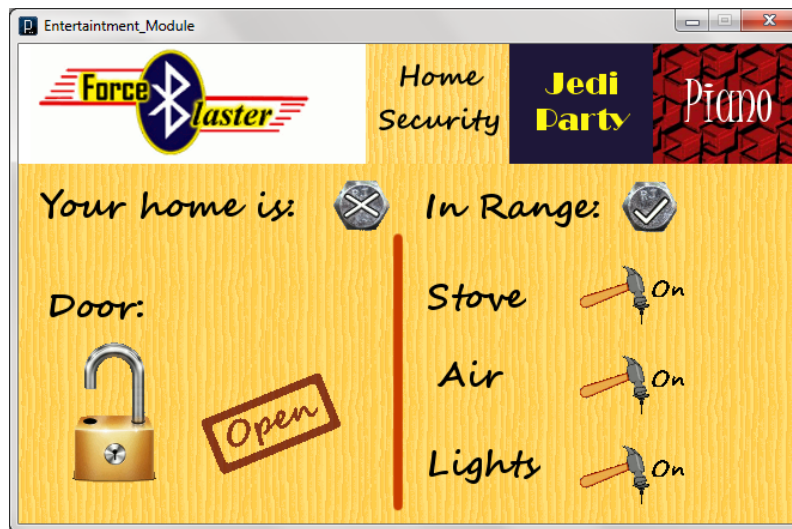 Entertaintment_Module
Force
Blaster
Home
Security
Jedi
Party
Piano
Your home is:
In Range:
Door:
Open
Stove
On
Air
On
Lights
On